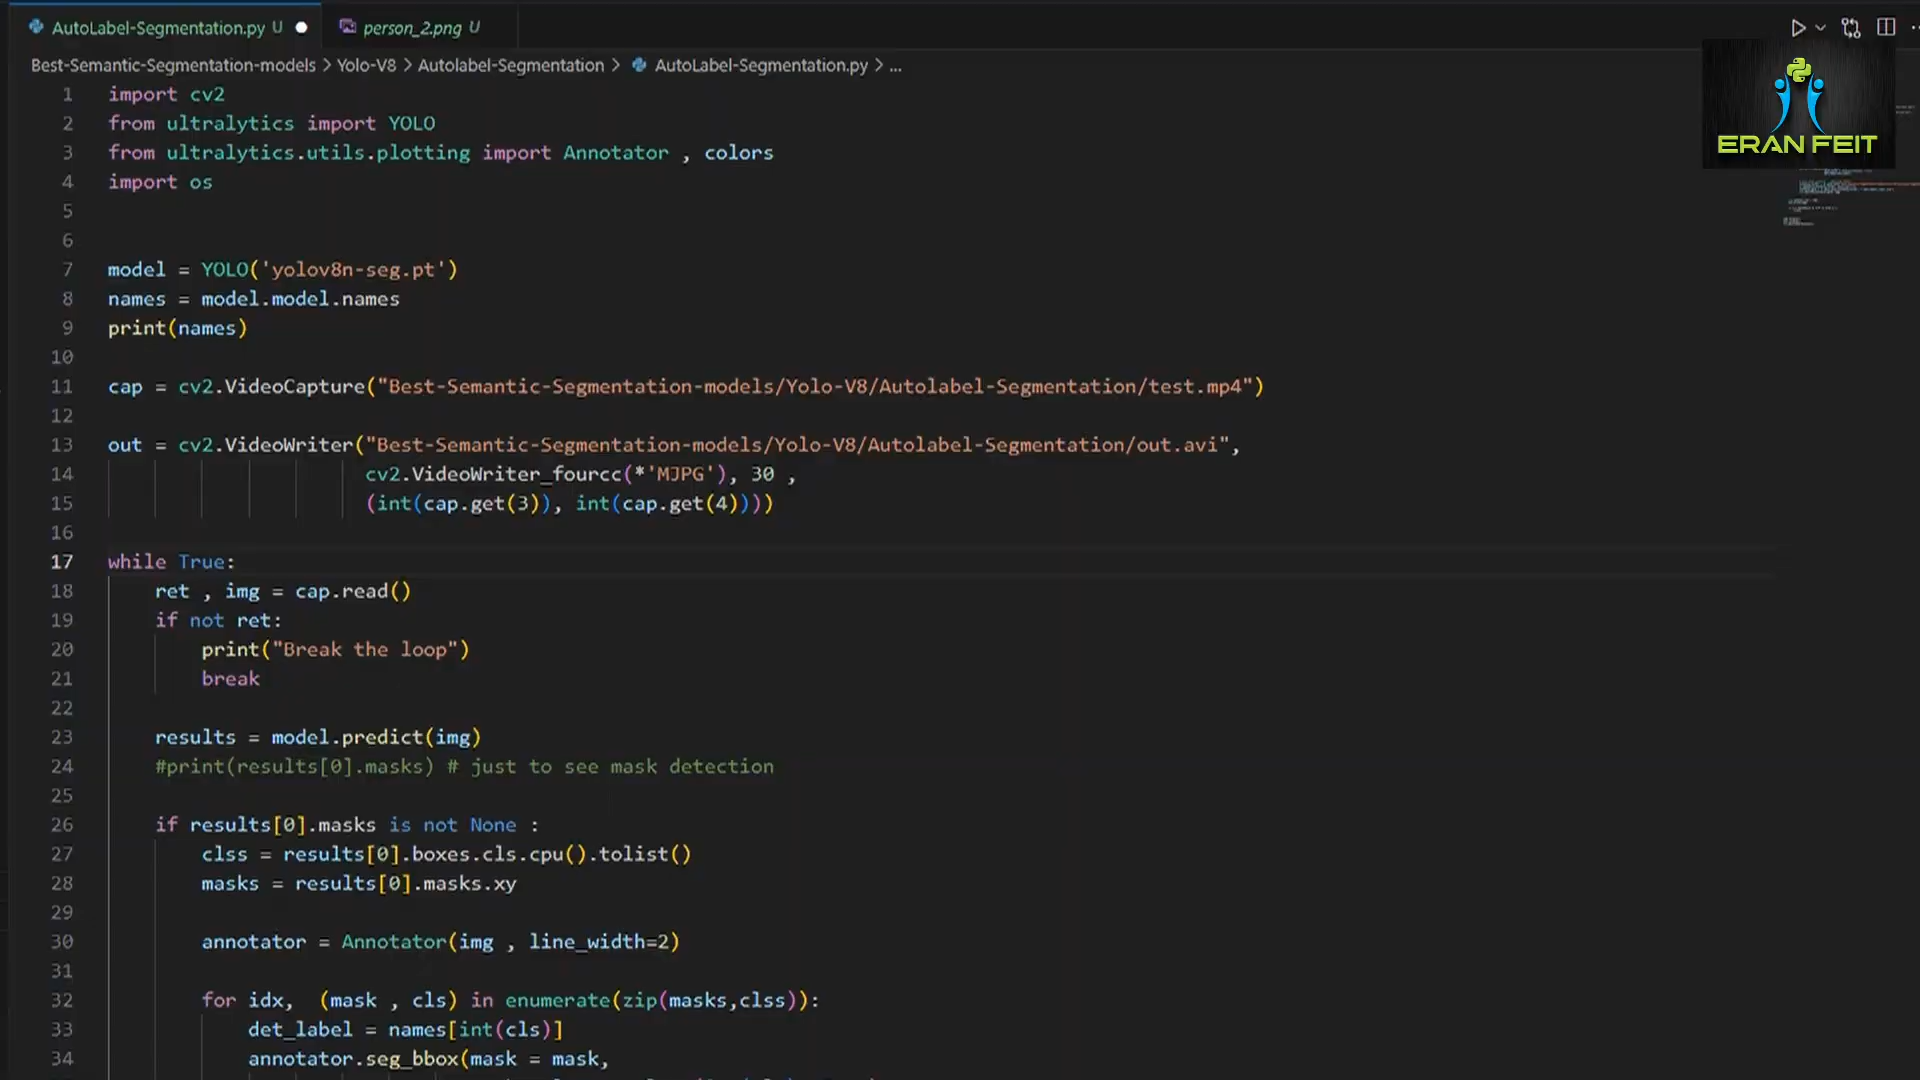 AutoLabel-Segmentation.py U
person_2.png U
Best-Semantic-Segmentation-models > Yolo-V8 > Autolabel-Segmentation > AutoLabel-Segmentation.py > ...
ERAN FEIT
1 import cv2
2 from ultralytics import YOLO
3 from ultralytics.utils.plotting import Annotator , colors
4 import os
5
6
7 model = YOLO('yolov8n-seg.pt')
8 names = model.model.names
9 print(names)
10
11 cap = cv2.VideoCapture("Best-Semantic-Segmentation-models/Yolo-V8/Autolabel-Segmentation/test.mp4")
12
13 out = cv2.VideoWriter("Best-Semantic-Segmentation-models/Yolo-V8/Autolabel-Segmentation/out.avi",
14 cv2.VideoWriter_fourcc(*'MJPG'), 30 ,
15 (int(cap.get(3)), int(cap.get(4))))
16
17 while True:
18 ret , img = cap.read()
19 if not ret:
20 print("Break the loop")
21 break
22
23 results = model.predict(img)
24 #print(results[0].masks) # just to see mask detection
25
26 if results[0].masks is not None :
27 clss = results[0].boxes.cls.cpu().tolist()
28 masks = results[0].masks.xy
29
30 annotator = Annotator(img , line_width=2)
31
32 for idx, (mask , cls) in enumerate(zip(masks,clss)):
33 det_label = names[int(cls)]
34 annotator.seg_bbox(mask = mask,